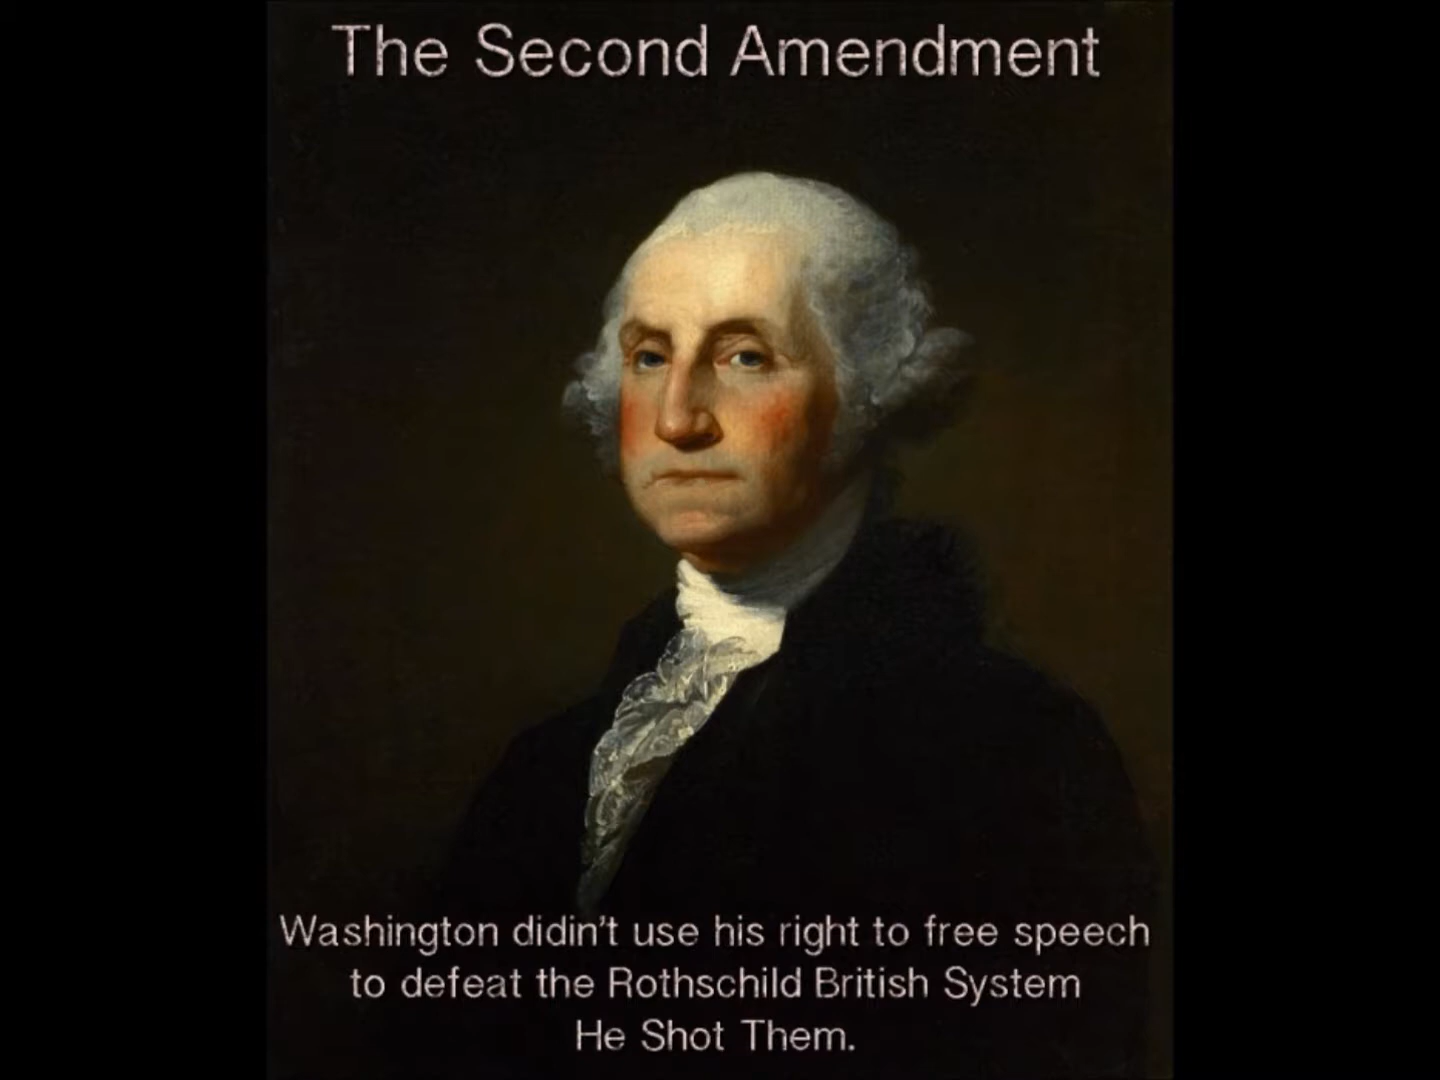 The Second Amendment
Washington didin't use his right to free speech
to defeat the Rothschild British System
He Shot Them.